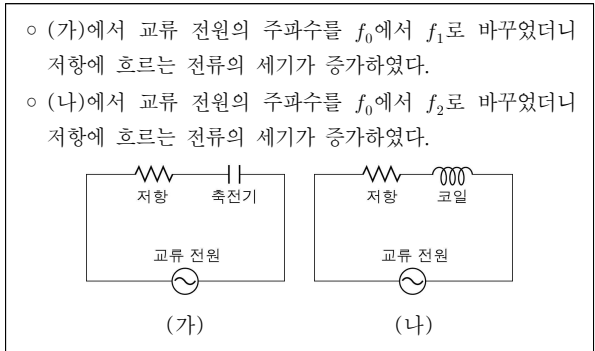 ○ (가)에서 교류 전원의 주파수를 f₀에서 f₁로 바꾸었더니
저항에 흐르는 전류의 세기가 증가하였다.
○ (나)에서 교류 전원의 주파수를 f₀에서 f₂로 바꾸었더니
저항에 흐르는 전류의 세기가 증가하였다.
저항 축전기 저항 코일
교류 전원 교류 전원
(가) (나)